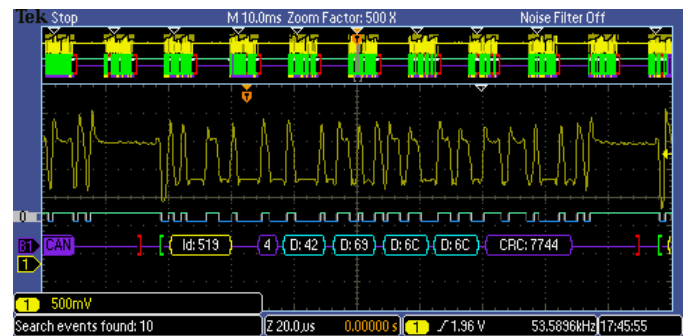 Tek Stop M 10.0ms Zoom Factor: 500 X Noise Filter Off
T
T
0
B1 CAN [ Id: 519 4 D: 42 D: 69 D: 6C D: 6C CRC: 7744 ] [
1
1 500mV
Search events found: 10 Z 20.0µs 0.00000 s 1 1.96 V 53.5896kHz 17:45:55